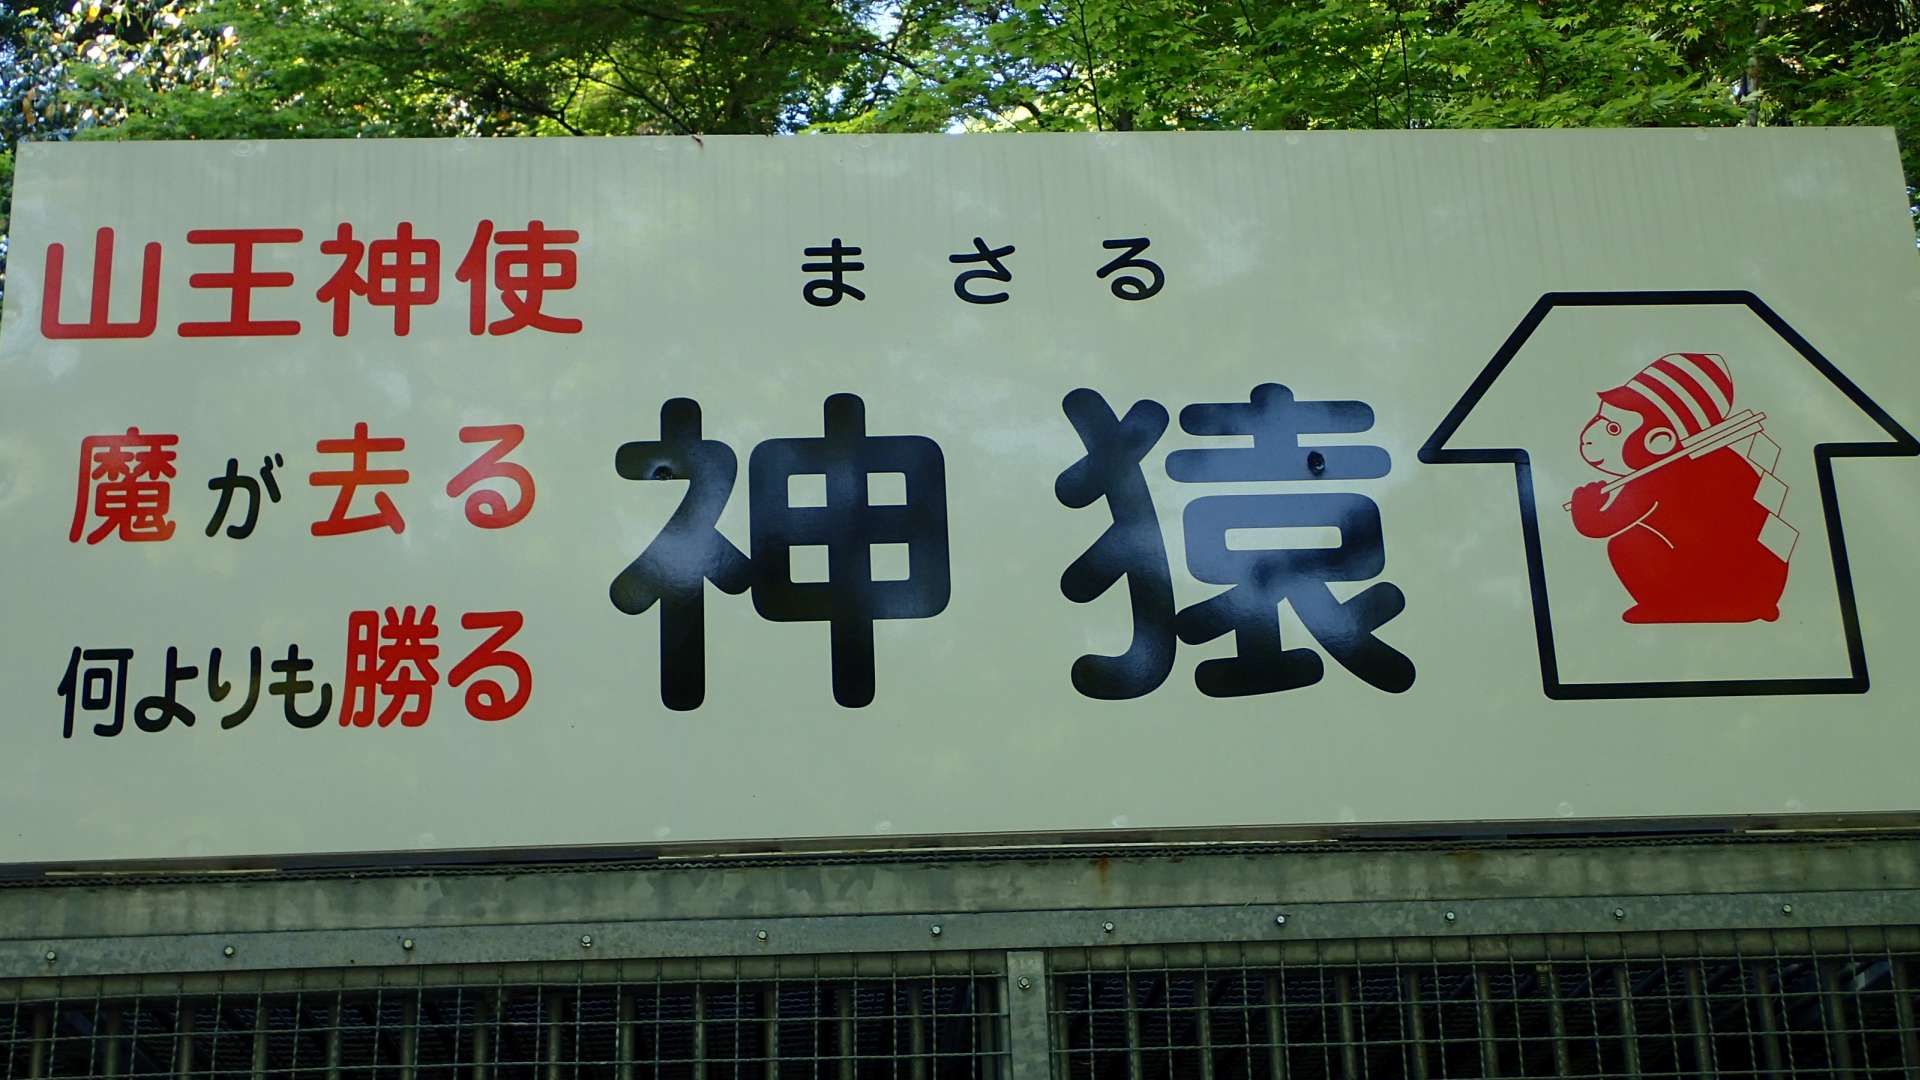 山王神使
魔が去る
何よりも勝る
まさる
神猿